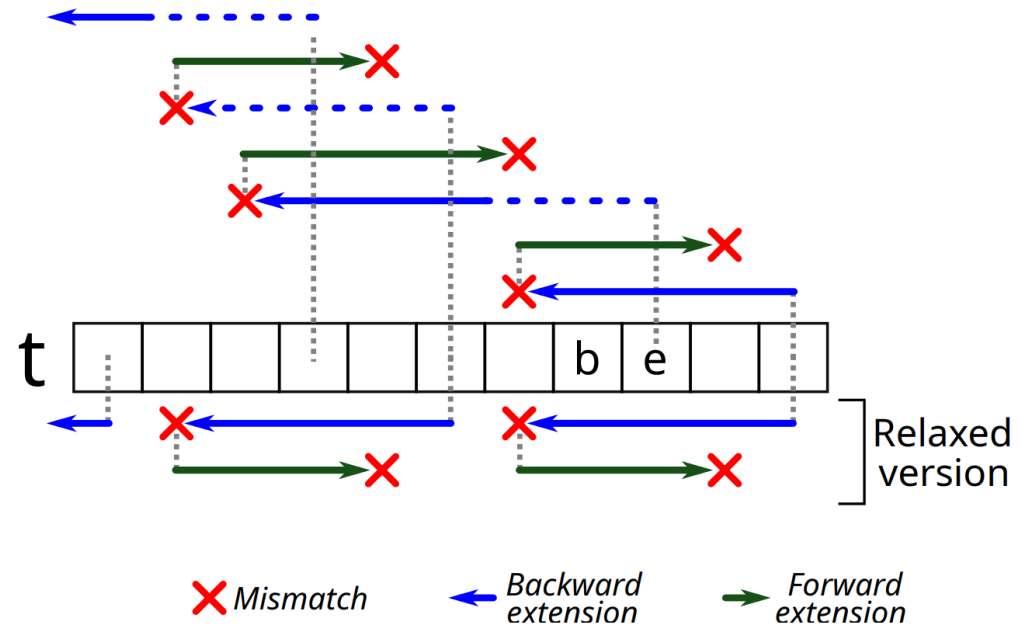 t
b e
Relaxed
version
Mismatch
Backward
extension
Forward
extension